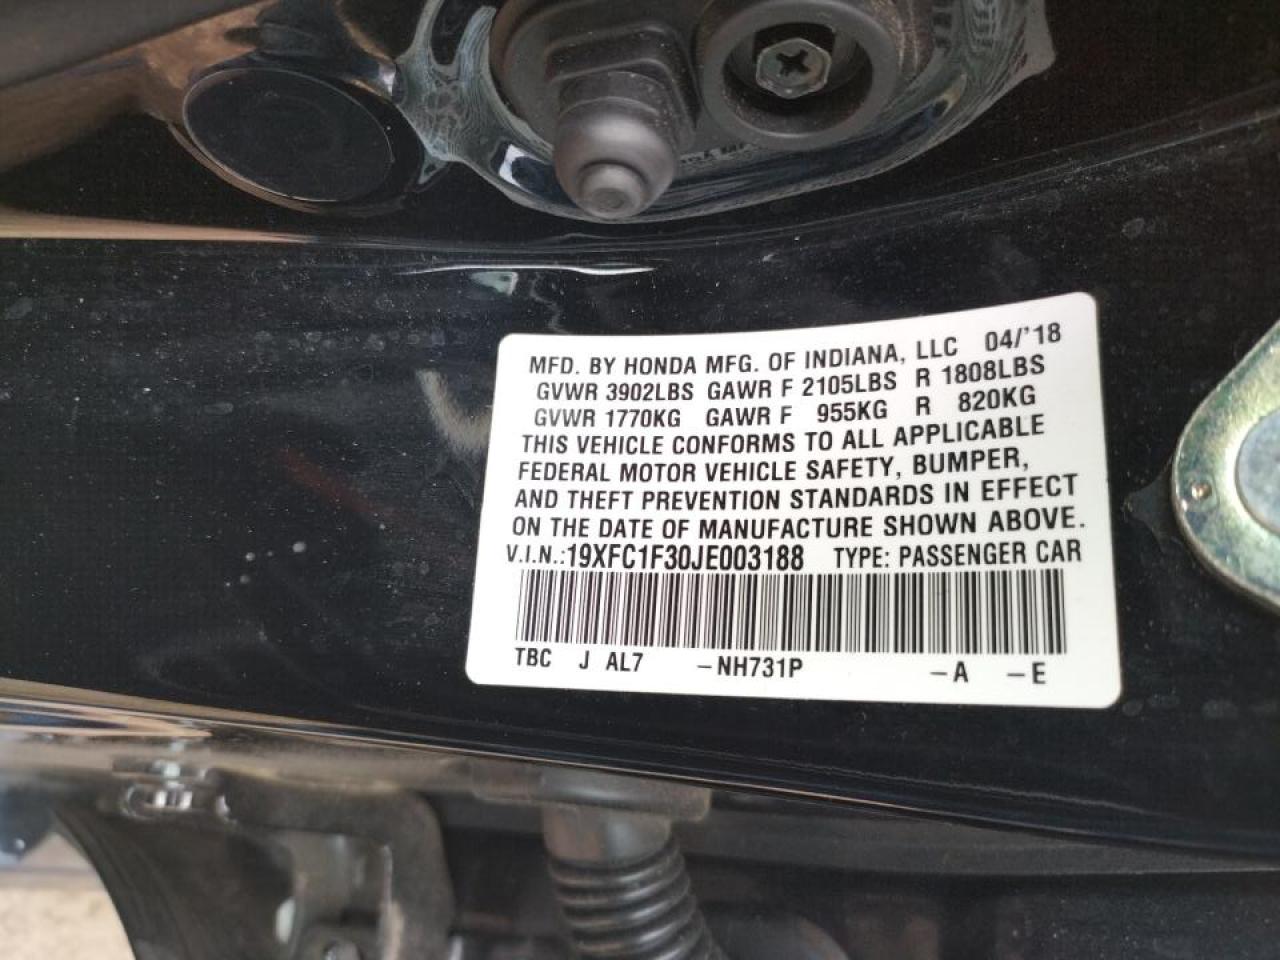 MFD. BY HONDA MFG. OF INDIANA, LLC 04/'18
GVWR 3902LBS GAWR F 2105LBS R 1808LBS
GVWR 1770KG GAWR F 955KG R 820KG
THIS VEHICLE CONFORMS TO ALL APPLICABLE
FEDERAL MOTOR VEHICLE SAFETY, BUMPER,
AND THEFT PREVENTION STANDARDS IN EFFECT
ON THE DATE OF MANUFACTURE SHOWN ABOVE.
V.I.N.:19XFC1F30JE003188 TYPE: PASSENGER CAR
TBC J AL7 –NH731P –A –E